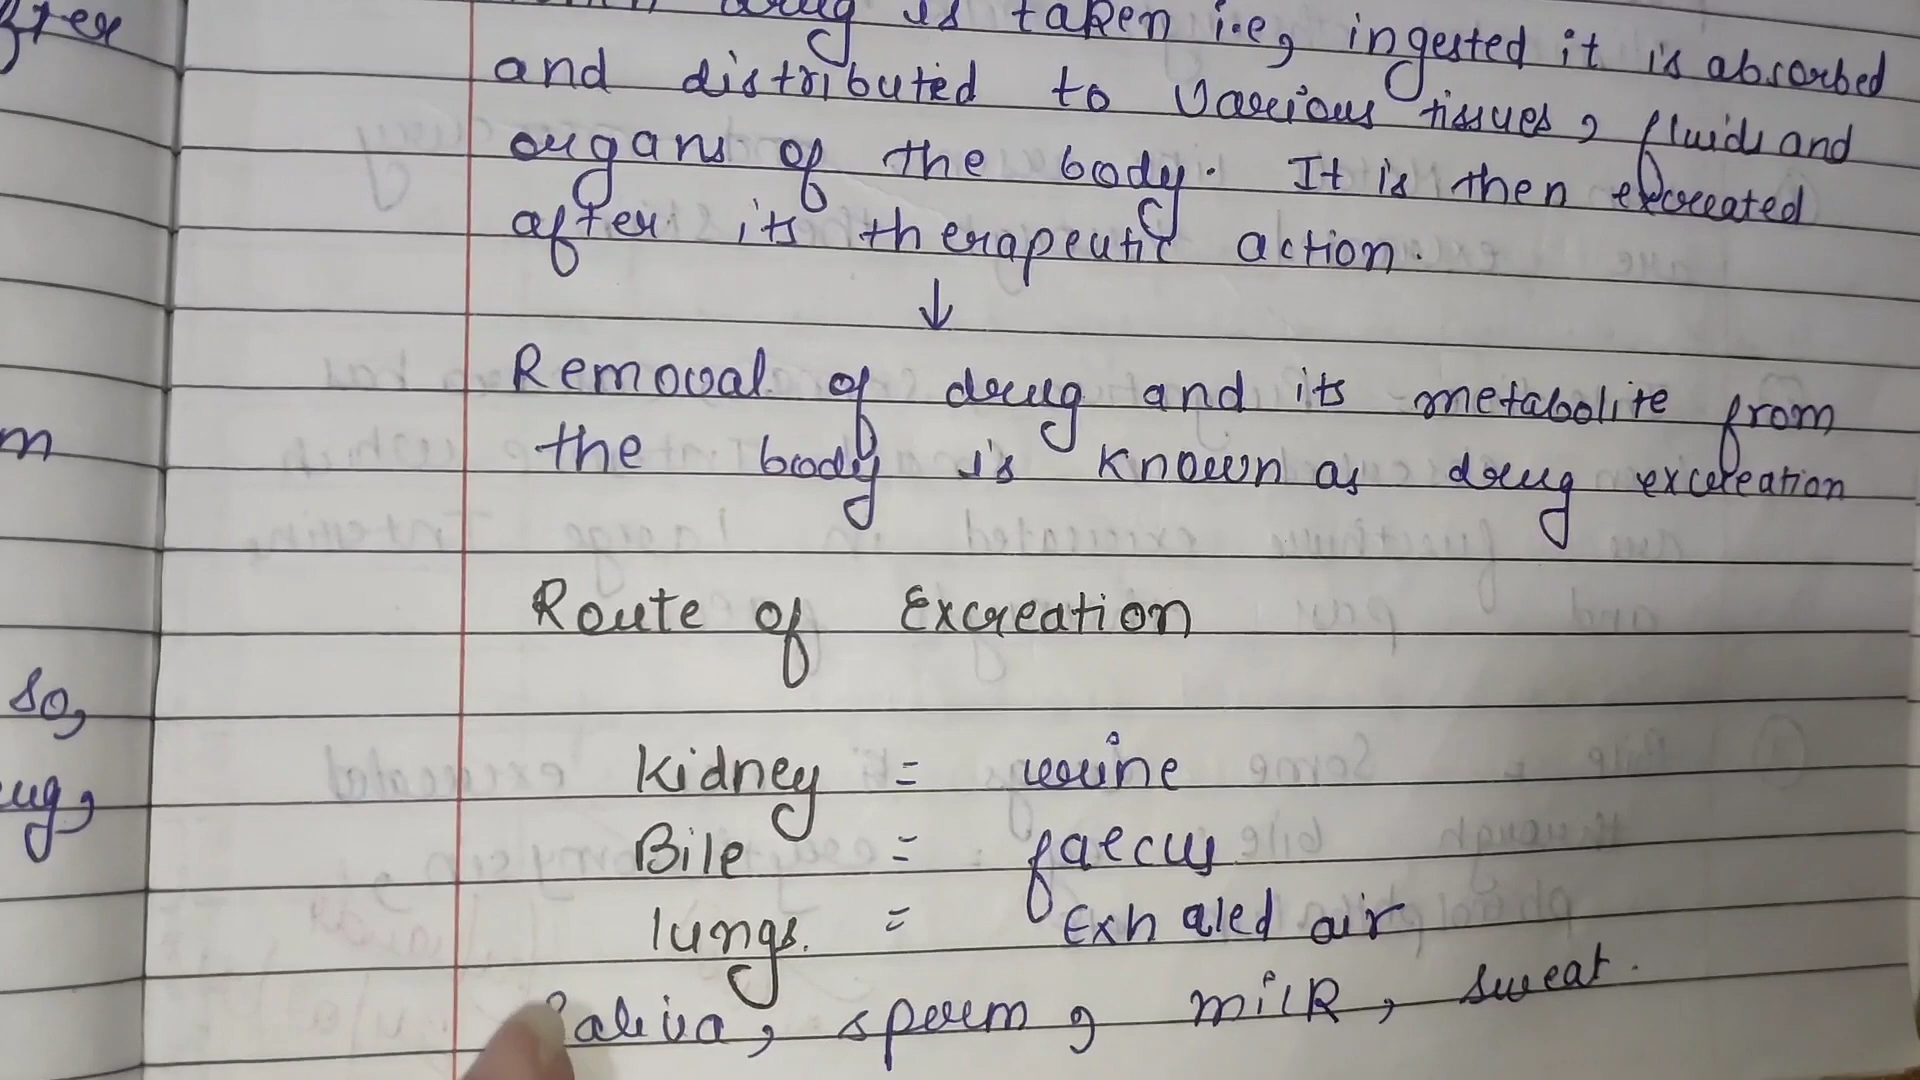 drug is taken i.e, ingested it is absorbed
and distributed to various tissues, fluids and
organs of the body. It is then excreated
after its therapeutic action.
↓
Removal of drug and its metabolite from
the body is known as drug excreation
Route of Excreation
Kidney = urine
Bile = faecus
lungs. = Exhaled air
Saliva, sperm, milk, sweat.
so,